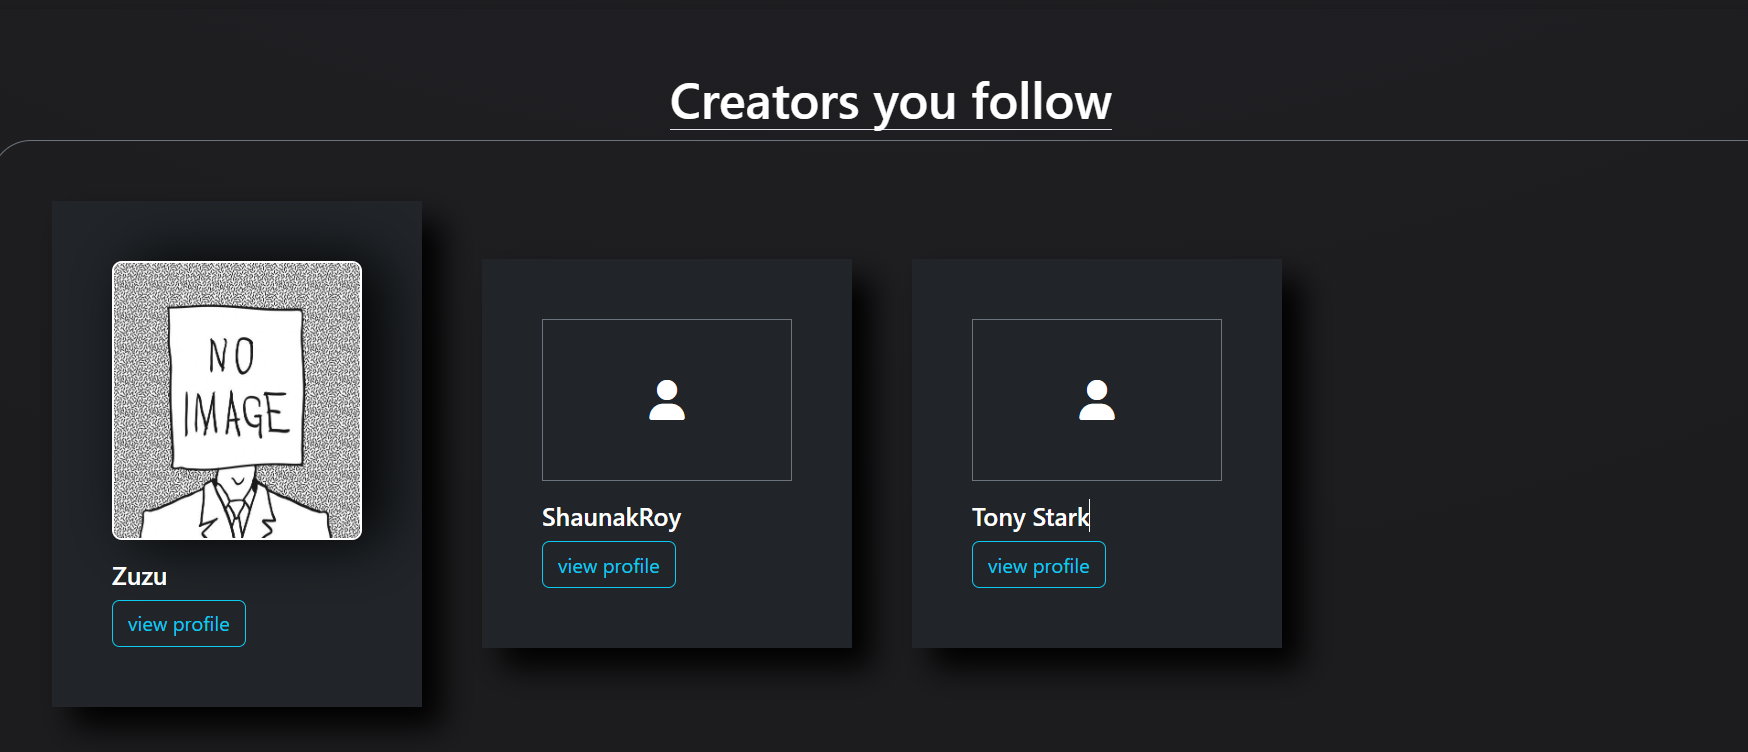 Creators you follow
NO
IMAGE
Zuzu
view profile
ShaunakRoy
view profile
Tony Stark
view profile